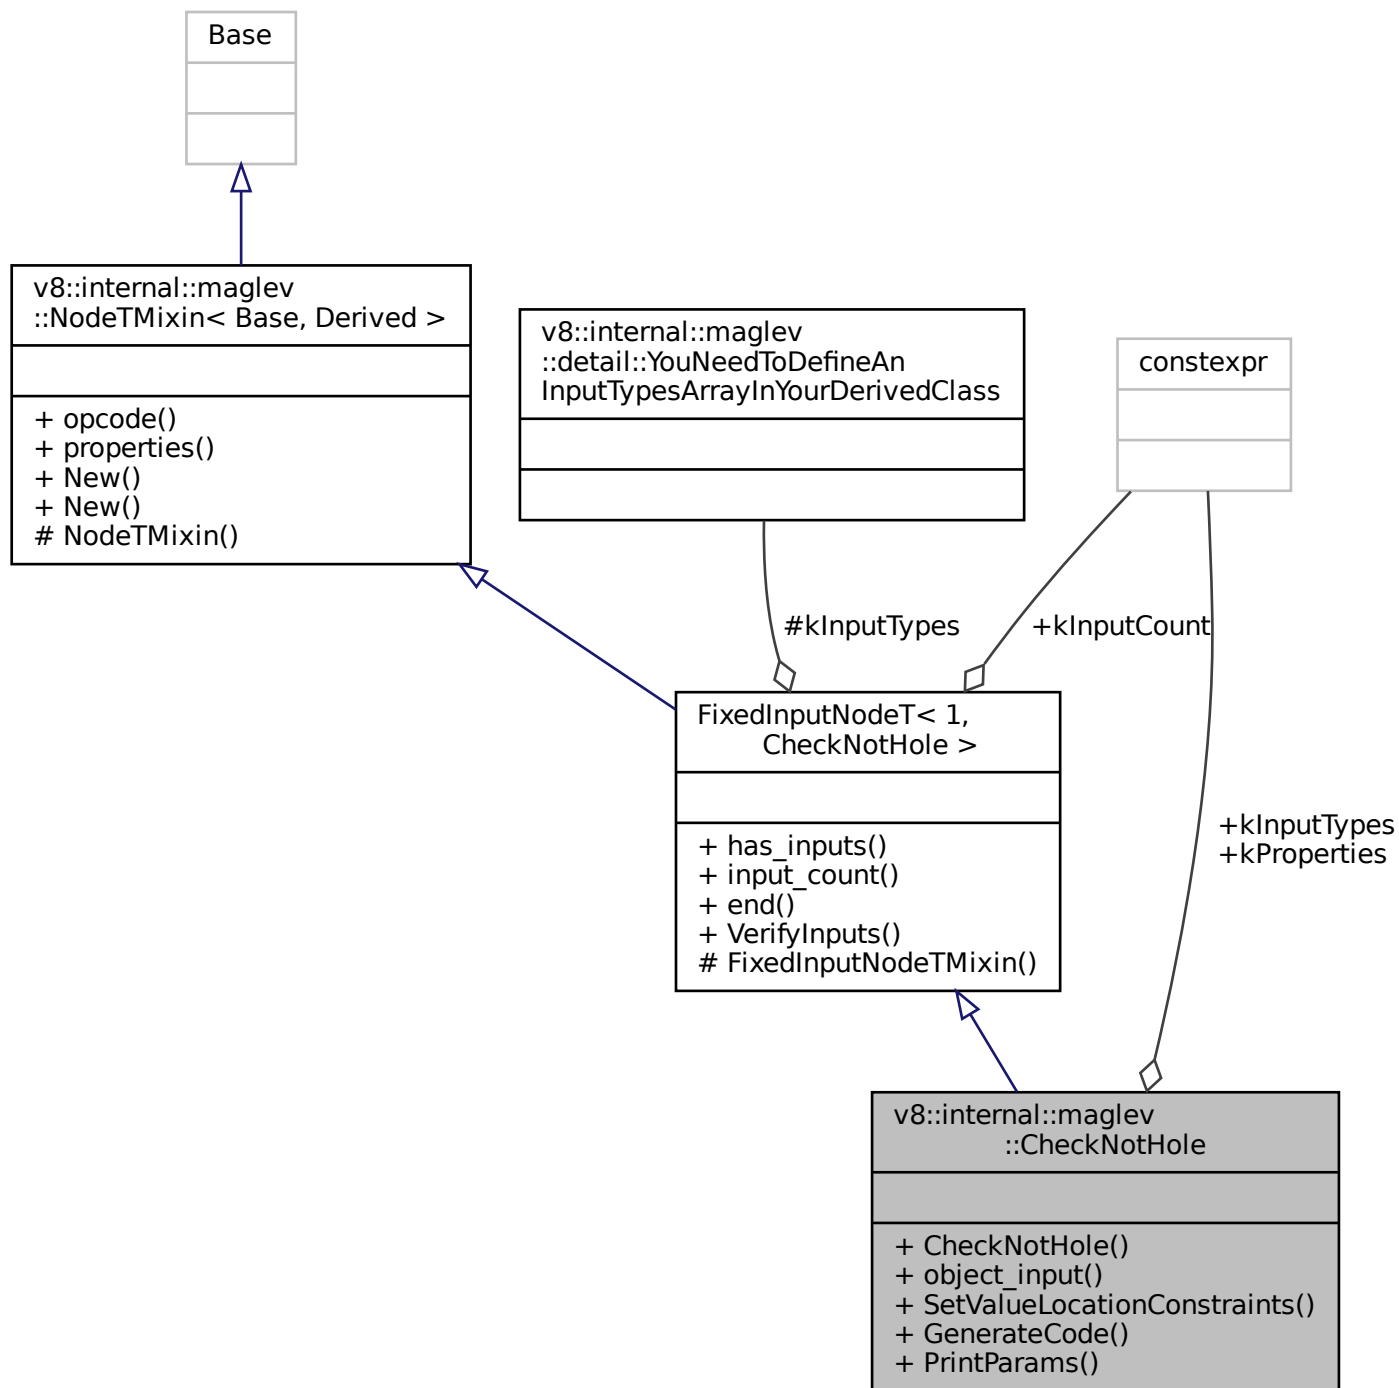 Base
v8::internal::maglev
::NodeTMixin< Base, Derived >
+ opcode()
+ properties()
+ New()
+ New()
# NodeTMixin()
v8::internal::maglev
::detail::YouNeedToDefineAn
InputTypesArrayInYourDerivedClass
constexpr
#kInputTypes
+kInputCount
FixedInputNodeT< 1,
CheckNotHole >
+ has_inputs()
+ input_count()
+ end()
+ VerifyInputs()
# FixedInputNodeTMixin()
+kInputTypes
+kProperties
v8::internal::maglev
::CheckNotHole
+ CheckNotHole()
+ object_input()
+ SetValueLocationConstraints()
+ GenerateCode()
+ PrintParams()